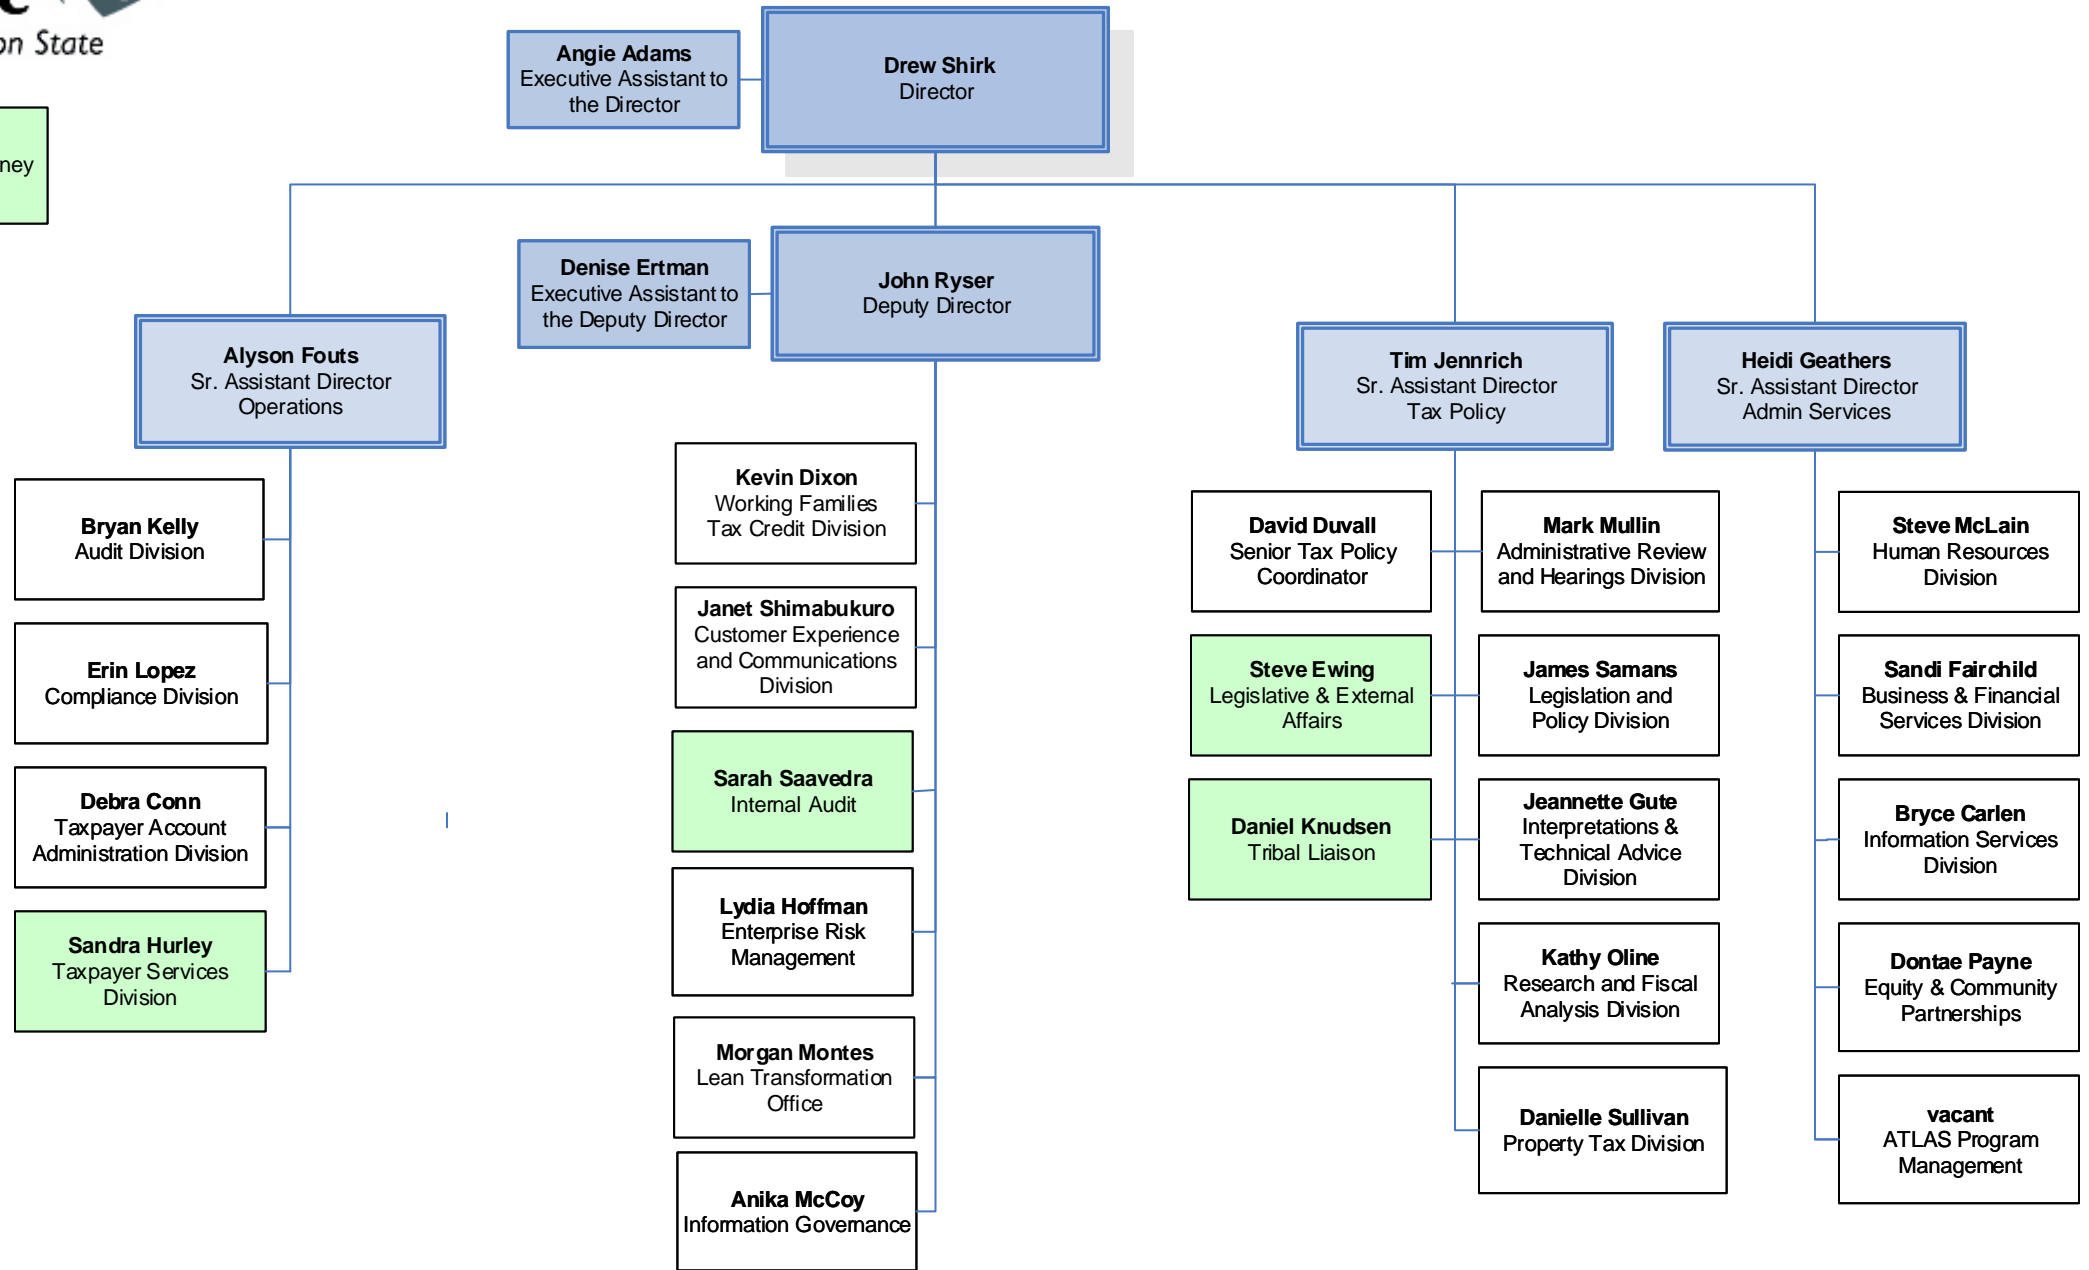 on State
Angie Adams
Executive Assistant to
the Director
Drew Shirk
Director
Denise Ertman
Executive Assistant to
the Deputy Director
John Ryser
Deputy Director
Alyson Fouts
Sr. Assistant Director
Operations
Tim Jennrich
Sr. Assistant Director
Tax Policy
Heidi Geathers
Sr. Assistant Director
Admin Services
Bryan Kelly
Audit Division
Erin Lopez
Compliance Division
Debra Conn
Taxpayer Account
Administration Division
Sandra Hurley
Taxpayer Services
Division
Kevin Dixon
Working Families
Tax Credit Division
Janet Shimabukuro
Customer Experience
and Communications
Division
Sarah Saavedra
Internal Audit
Lydia Hoffman
Enterprise Risk
Management
Morgan Montes
Lean Transformation
Office
Anika McCoy
Information Governance
David Duvall
Senior Tax Policy
Coordinator
Steve Ewing
Legislative & External
Affairs
Daniel Knudsen
Tribal Liaison
Mark Mullin
Administrative Review
and Hearings Division
James Samans
Legislation and
Policy Division
Jeannette Gute
Interpretations &
Technical Advice
Division
Kathy Oline
Research and Fiscal
Analysis Division
Danielle Sullivan
Property Tax Division
Steve McLain
Human Resources
Division
Sandi Fairchild
Business & Financial
Services Division
Bryce Carlen
Information Services
Division
Dontae Payne
Equity & Community
Partnerships
vacant
ATLAS Program
Management